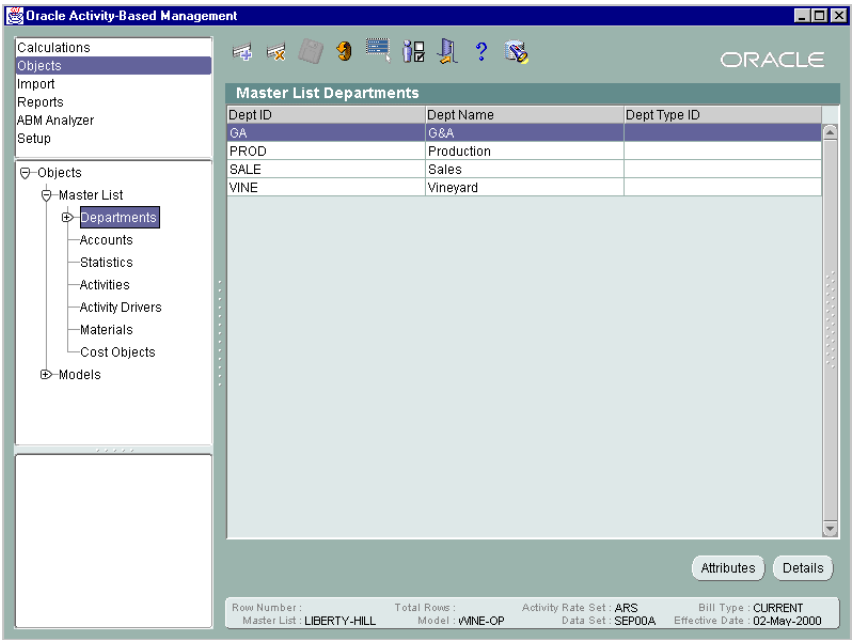 Oracle Activity-Based Management
Calculations
Objects
Import
Reports
ABM Analyzer
Setup
ORACLE
Objects
Master List
Departments
Accounts
Statistics
Activities
Activity Drivers
Materials
Cost Objects
Models
Master List Departments
Dept ID Dept Name Dept Type ID
GA G&A
PROD Production
SALE Sales
VINE Vineyard
Attributes Details
Row Number : Total Rows : Activity Rate Set : ARS Bill Type : CURRENT
Master List : LIBERTY-HILL Model : WINE-OP Data Set : SEP00A Effective Date : 02-May-2000